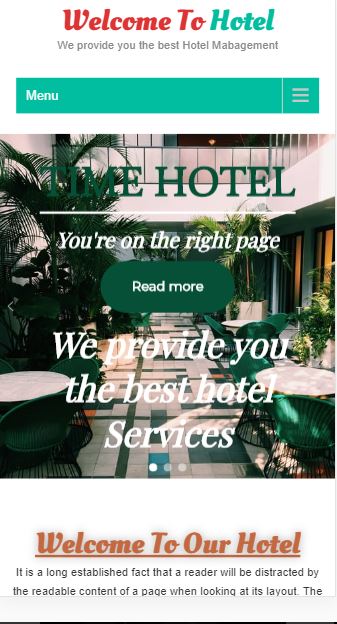 Welcome To Hotel
We provide you the best Hotel Mabagement
Menu
TIME HOTEL
You're on the right page
Read more
We provide you
the best hotel
Services
Welcome To Our Hotel
It is a long established fact that a reader will be distracted by
the readable content of a page when looking at its layout. The